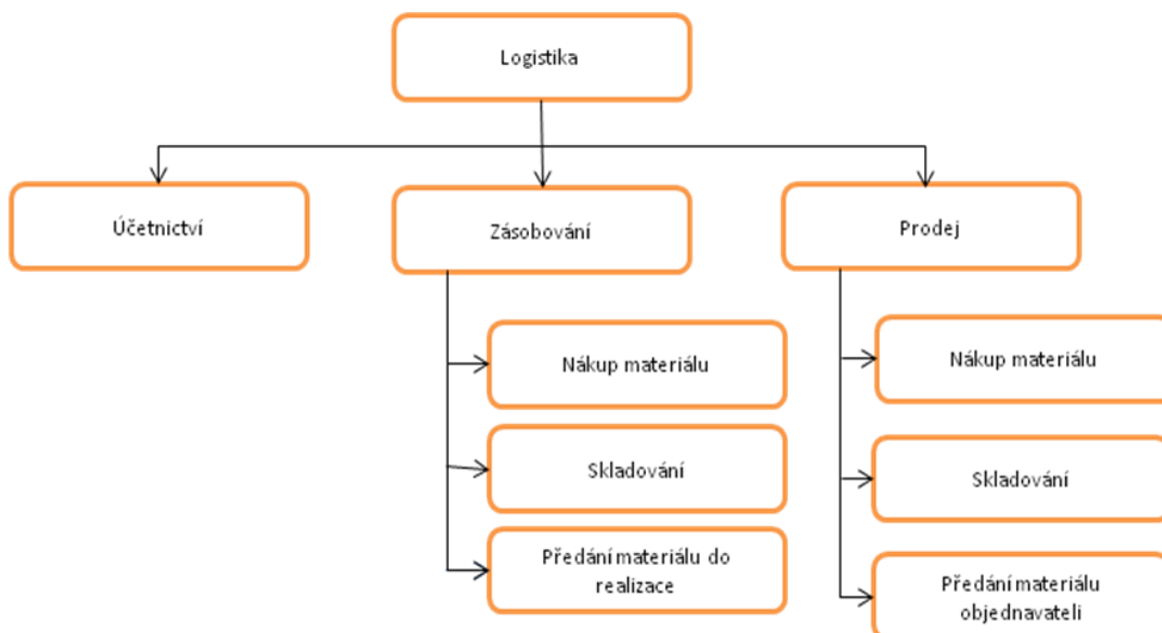 Logistika
Účetnictví
Zásobování
Prodej
Nákup materiálu
Skladování
Předání materiálu do
realizace
Nákup materiálu
Skladování
Předání materiálu
objednavateli